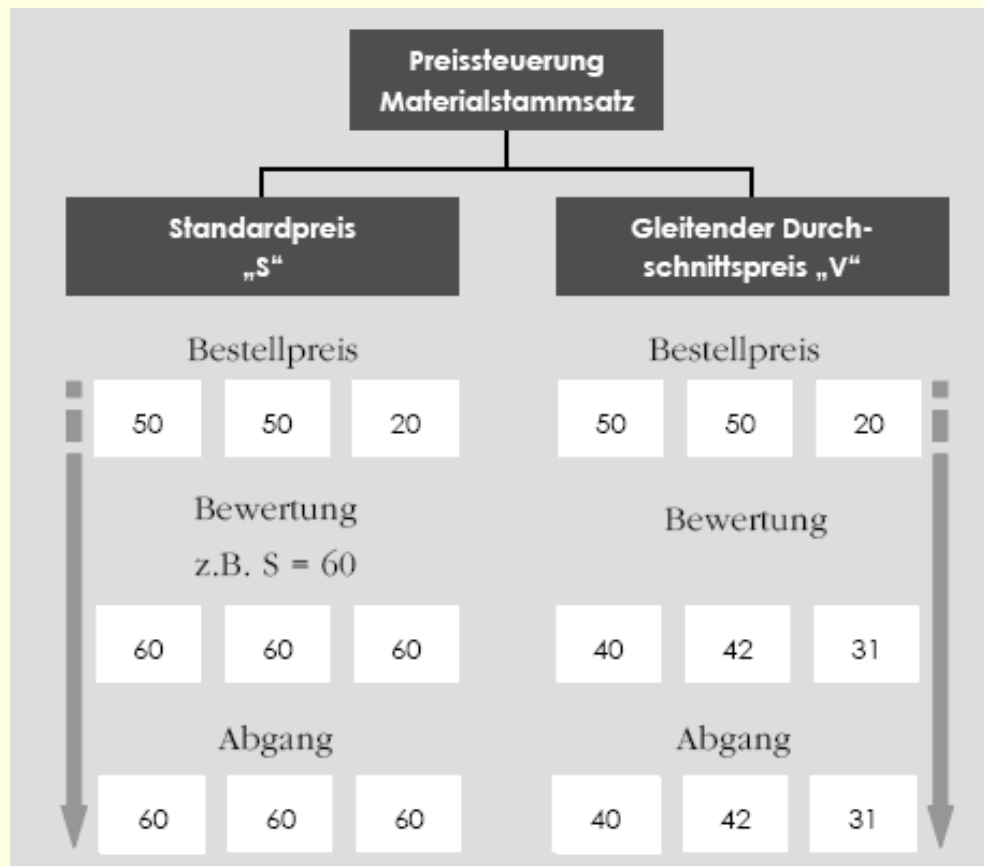 Preissteuerung
Materialstammsatz
Standardpreis
„S“
Gleitender Durch-
schnittspreis „V“
Bestellpreis
50 50 20
Bewertung
z.B. S = 60
60 60 60
Abgang
60 60 60
Bestellpreis
50 50 20
Bewertung
40 42 31
Abgang
40 42 31